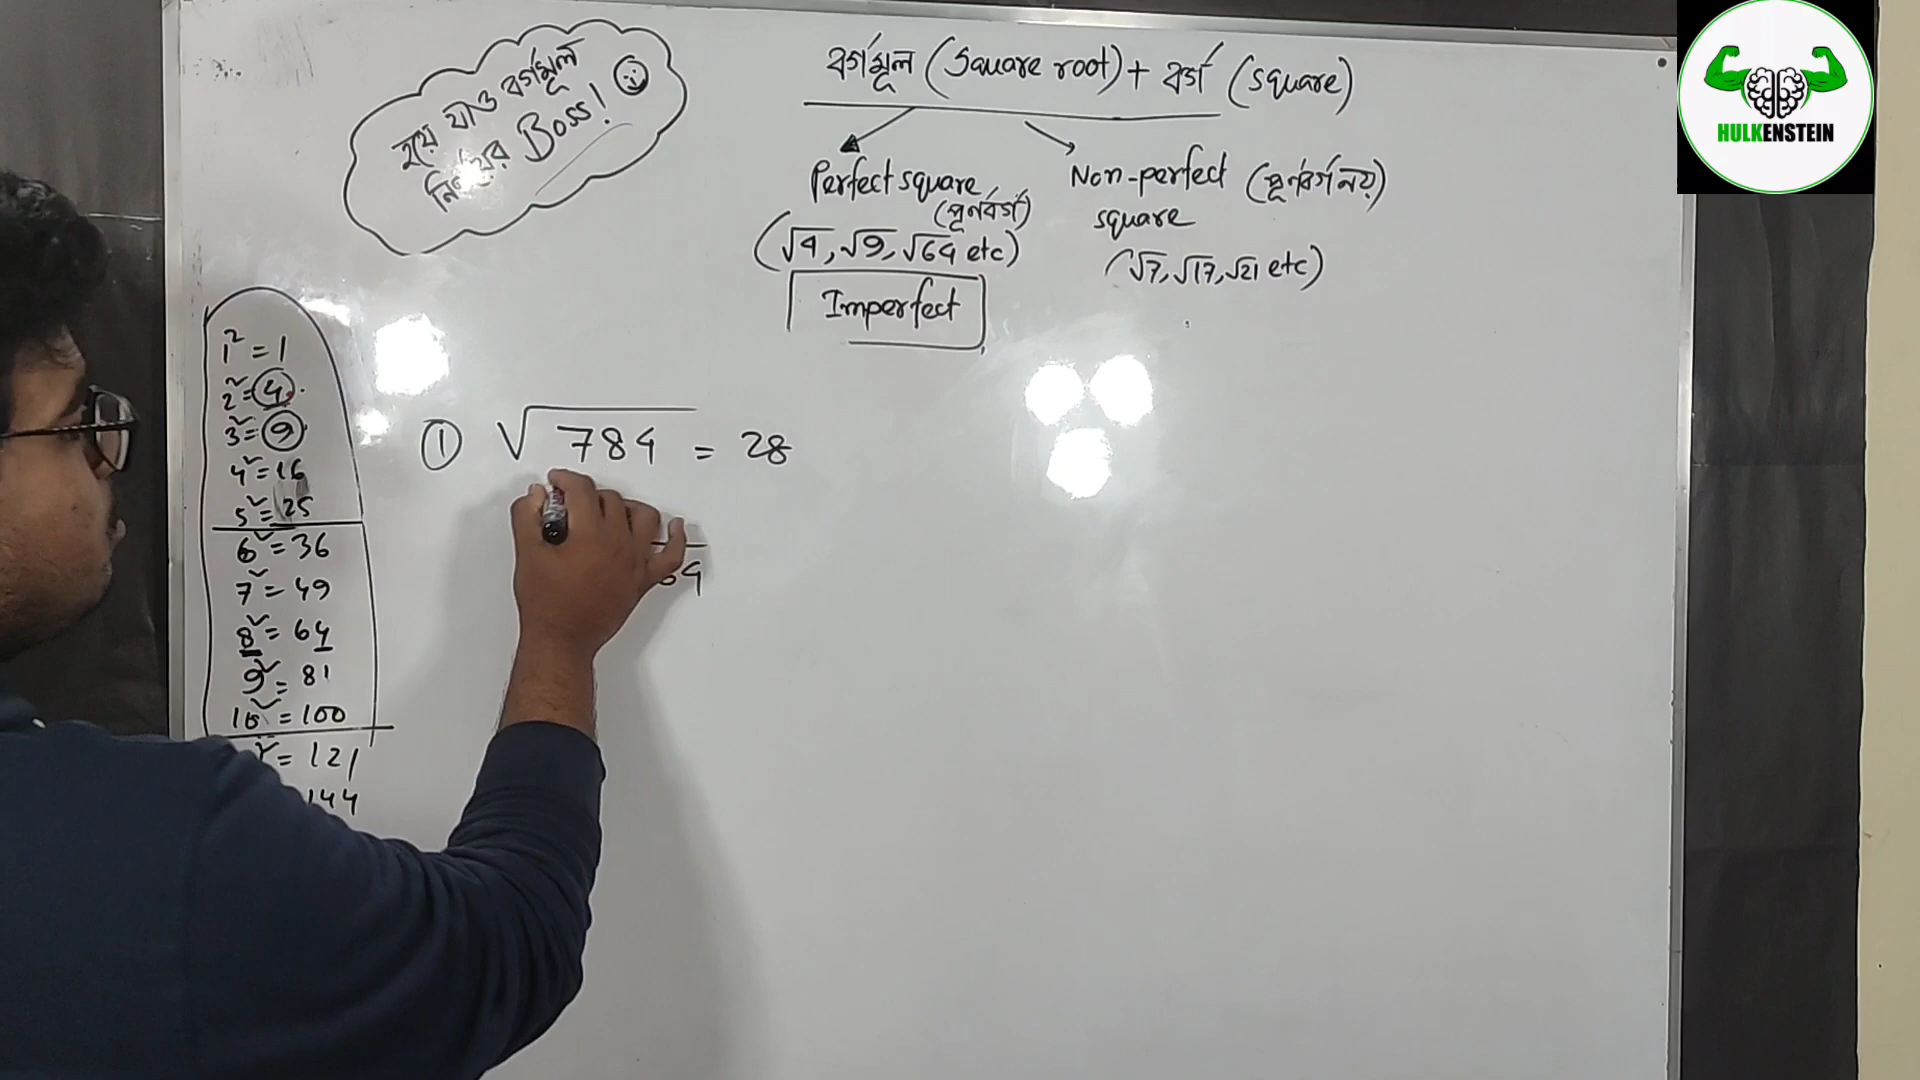 হয়ে যাও বর্গমূল
Boss! 
বর্গমূল (Square root) + বর্গ (square)
Perfect square
(পূর্ণবর্গ)
(√4, √9, √64 etc)
Imperfect
Non-perfect (পূর্ণবর্গ নয়)
square
(√7, √17, √21 etc)
HULKENSTEIN
1² = 1
2² = 4
3² = 9
4² = 16
5² = 25
6² = 36
7² = 49
8² = 64
9² = 81
10² = 100
² = 121
144
① √784 = 28